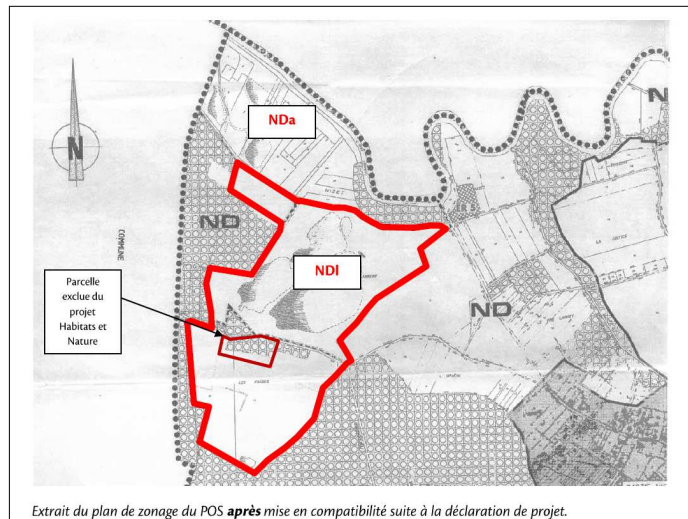 NDa
N
ND
NDl
ND
COMMUNE
Parcelle
exclue du
projet
Habitats et
Nature
Extrait du plan de zonage du POS après mise en compatibilité suite à la déclaration de projet.